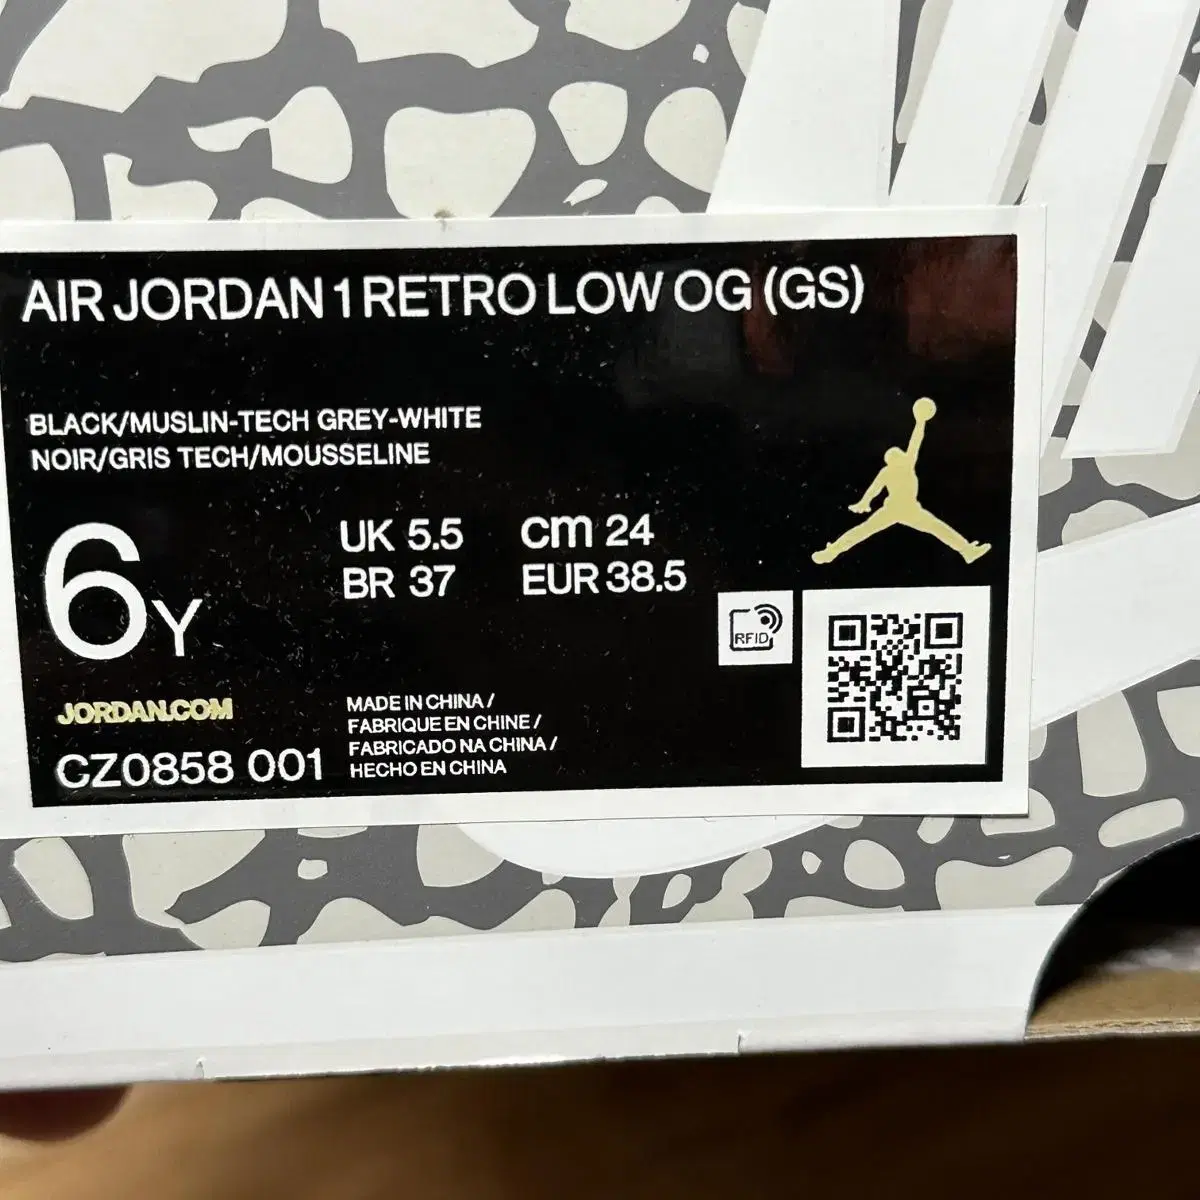 AIR JORDAN 1 RETRO LOW OG (GS)
BLACK/MUSLIN-TECH GREY-WHITE
NOIR/GRIS TECH/MOUSSELINE
6Y
UK 5.5 cm 24
BR 37 EUR 38.5
RFID
JORDAN.COM
CZ0858 001
MADE IN CHINA /
FABRIQUE EN CHINE /
FABRICADO NA CHINA /
HECHO EN CHINA